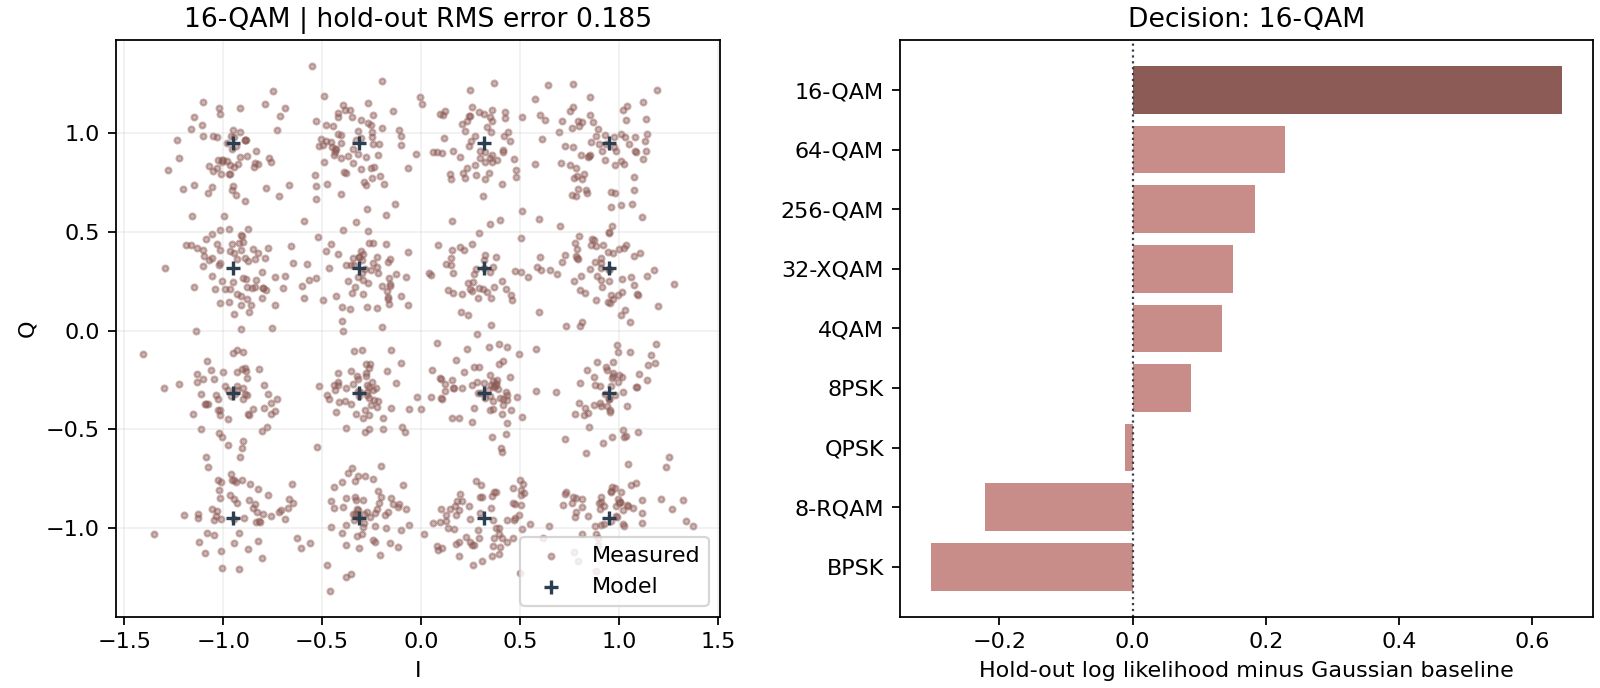 16-QAM | hold-out RMS error 0.185
1.0
0.5
0.0
−0.5
−1.0
Q
−1.5
−1.0
−0.5
0.0
0.5
1.0
1.5
I
Measured
Model
Decision: 16-QAM
16-QAM
64-QAM
256-QAM
32-XQAM
4QAM
8PSK
QPSK
8-RQAM
BPSK
−0.2
0.0
0.2
0.4
0.6
Hold-out log likelihood minus Gaussian baseline